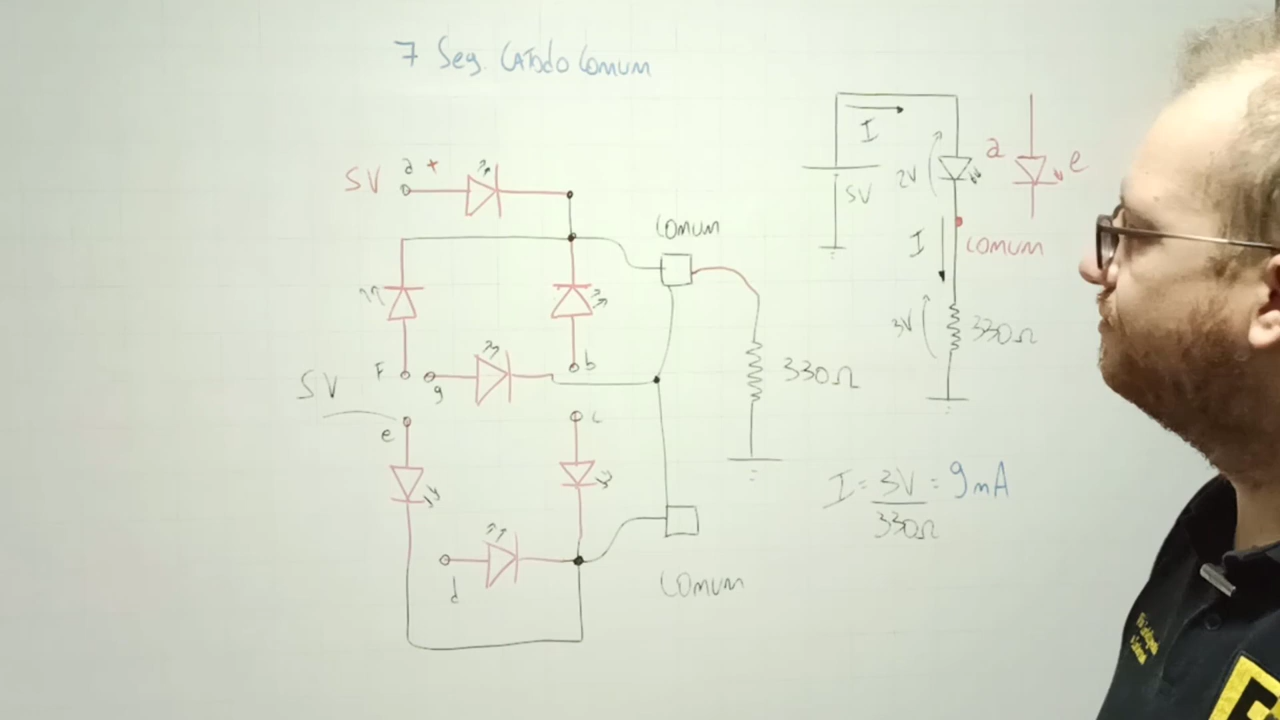 7 Seg. CATODO COMUM
5V
a +
COMUM
F
g
b
5V
e
c
d
330Ω
COMUM
I
5V
2V
a
e
I
COMUM
3V
330Ω
I = 3V = 9mA
330Ω